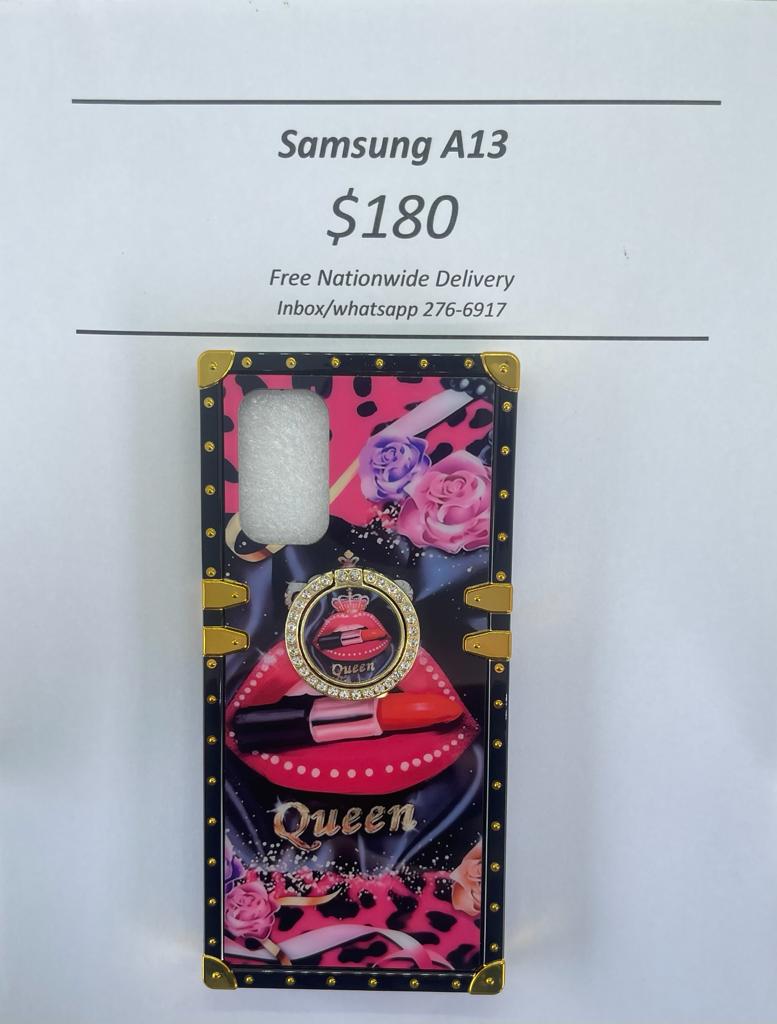 Samsung A13
$180
Free Nationwide Delivery
Inbox/whatsapp 276-6917
Queen
Queen